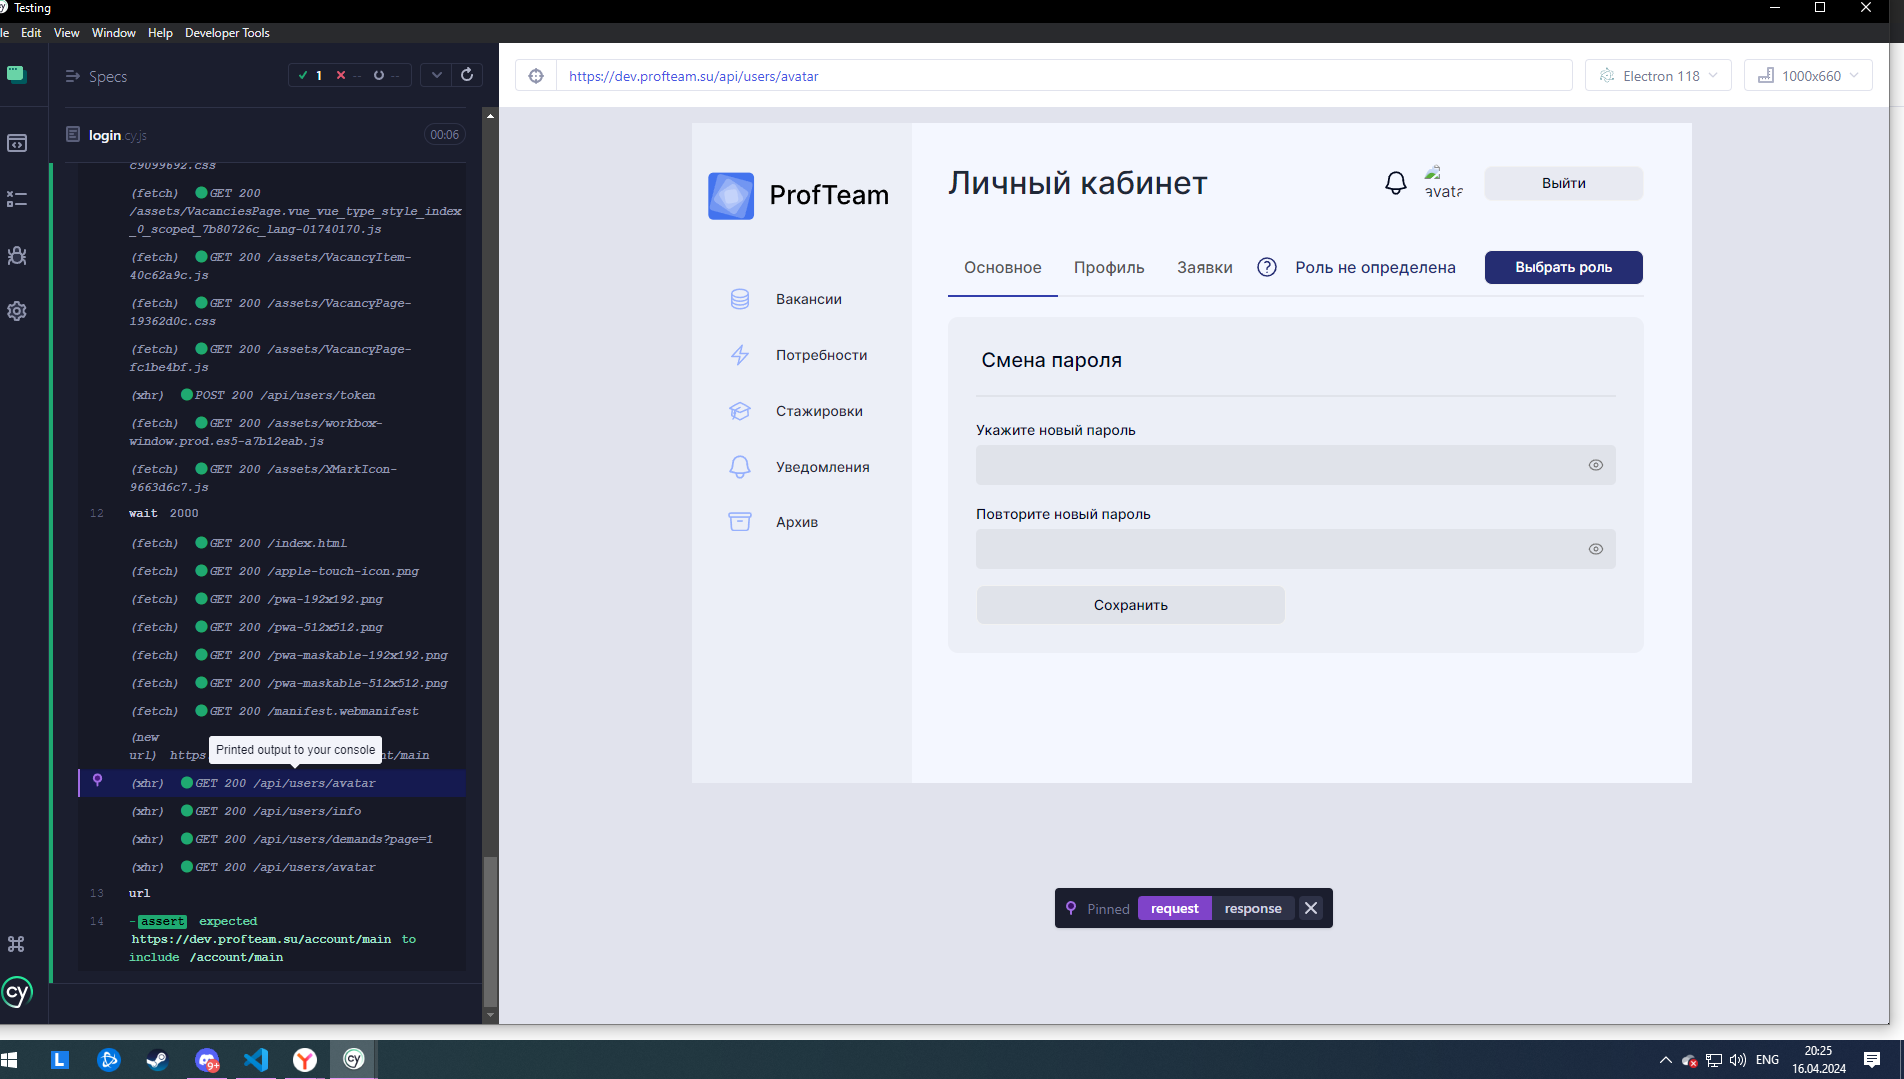 Testing
le Edit View Window Help Developer Tools
Specs
1 -- --
login cy.js
00:06
c9099692.css
(fetch) GET 200
/assets/VacanciesPage.vue_vue_type_style_index
_0_scoped_7b80726c_lang-01740170.js
(fetch) GET 200 /assets/VacancyItem-
40c62a9c.js
(fetch) GET 200 /assets/VacancyPage-
19362d0c.css
(fetch) GET 200 /assets/VacancyPage-
fc1be4bf.js
(xhr) POST 200 /api/users/token
(fetch) GET 200 /assets/workbox-
window.prod.es5-a7b12eab.js
(fetch) GET 200 /assets/XMarkIcon-
9663d6c7.js
12 wait 2000
(fetch) GET 200 /index.html
(fetch) GET 200 /apple-touch-icon.png
(fetch) GET 200 /pwa-192x192.png
(fetch) GET 200 /pwa-512x512.png
(fetch) GET 200 /pwa-maskable-192x192.png
(fetch) GET 200 /pwa-maskable-512x512.png
(fetch) GET 200 /manifest.webmanifest
(new
url) https
nt/main
Printed output to your console
(xhr) GET 200 /api/users/avatar
(xhr) GET 200 /api/users/info
(xhr) GET 200 /api/users/demands?page=1
(xhr) GET 200 /api/users/avatar
13 url
14 -assert expected
https://dev.profteam.su/account/main to
include /account/main
cy
https://dev.profteam.su/api/users/avatar
Electron 118
1000x660
ProfTeam
Вакансии
Потребности
Стажировки
Уведомления
Архив
Личный кабинет
avata
Выйти
Основное
Профиль
Заявки
Роль не определена
Выбрать роль
Смена пароля
Укажите новый пароль
Повторите новый пароль
Сохранить
Pinned request response
L
9+
cy
ENG
20:25
16.04.2024